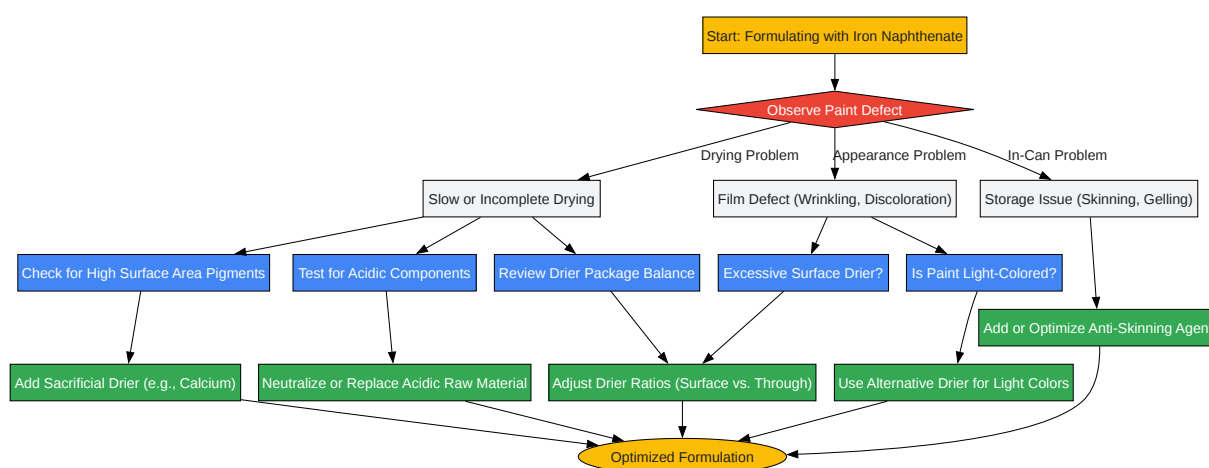 Start: Formulating with Iron Naphthenate
Observe Paint Defect
Drying Problem
Appearance Problem
In-Can Problem
Slow or Incomplete Drying
Film Defect (Wrinkling, Discoloration)
Storage Issue (Skinning, Gelling)
Check for High Surface Area Pigments
Test for Acidic Components
Review Drier Package Balance
Excessive Surface Drier?
Is Paint Light-Colored?
Add or Optimize Anti-Skinning Agen
Add Sacrificial Drier (e.g., Calcium)
Neutralize or Replace Acidic Raw Material
Adjust Drier Ratios (Surface vs. Through)
Use Alternative Drier for Light Colors
Optimized Formulation